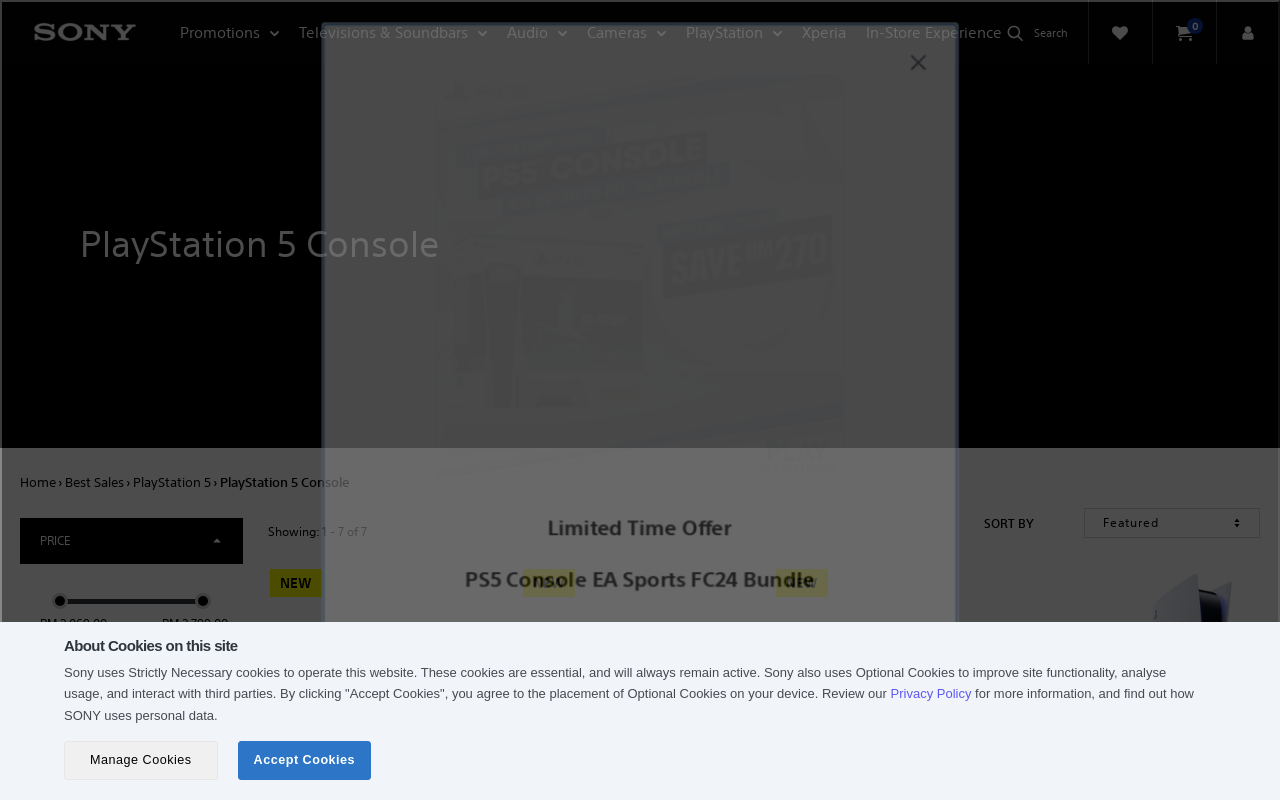 SONY Promotions Televisions & Soundbars Audio Cameras PlayStation Xperia In-Store Experience Search 0
PS5 CONSOLE
SAVE RM 270
PlayStation 5 Console
PLAY
Home › Best Sales › PlayStation 5 › PlayStation 5 Console
Limited Time Offer
PRICE
Showing: 1 - 7 of 7
SORT BY Featured
NEW
PS5 Console EA Sports FC24 Bundle
NEW
NEW
About Cookies on this site
Sony uses Strictly Necessary cookies to operate this website. These cookies are essential, and will always remain active. Sony also uses Optional Cookies to improve site functionality, analyse
usage, and interact with third parties. By clicking "Accept Cookies", you agree to the placement of Optional Cookies on your device. Review our Privacy Policy for more information, and find out how
SONY uses personal data.
Manage Cookies Accept Cookies